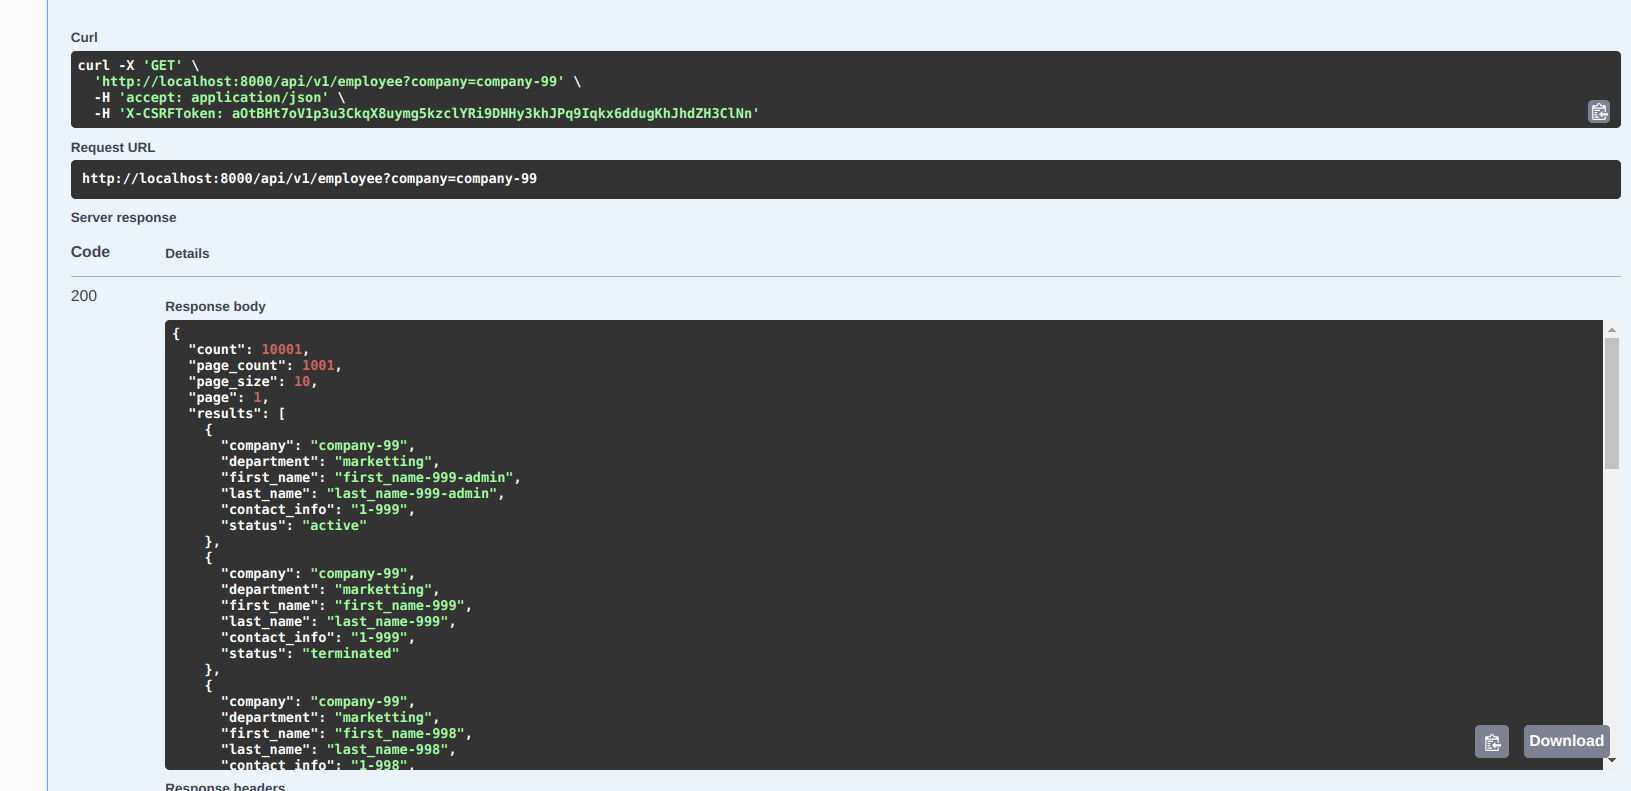 Curl
curl -X 'GET' \
'http://localhost:8000/api/v1/employee?company=company-99' \
-H 'accept: application/json' \
-H 'X-CSRFToken: aOtBHt7oV1p3u3CkqX8uymg5kzclYRi9DHHy3khJPq9Iqkx6ddugKhJhdZH3ClNn'
Request URL
http://localhost:8000/api/v1/employee?company=company-99
Server response
Code Details
200
Response body
{
"count": 10001,
"page_count": 1001,
"page_size": 10,
"page": 1,
"results": [
{
"company": "company-99",
"department": "marketting",
"first_name": "first_name-999-admin",
"last_name": "last_name-999-admin",
"contact_info": "1-999",
"status": "active"
},
{
"company": "company-99",
"department": "marketting",
"first_name": "first_name-999",
"last_name": "last_name-999",
"contact_info": "1-999",
"status": "terminated"
},
{
"company": "company-99",
"department": "marketting",
"first_name": "first_name-998",
"last_name": "last_name-998",
"contact_info": "1-998",
Download
Response headers